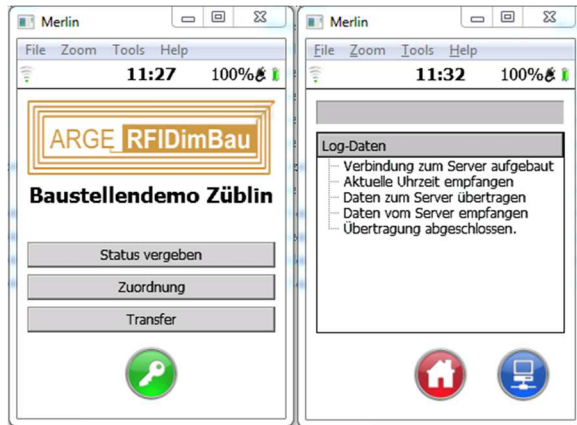 Merlin
File Zoom Tools Help
11:27 100%
ARGE RFIDimBau
Baustellendemo Züblin
Status vergeben
Zuordnung
Transfer
Merlin
File Zoom Tools Help
11:32 100%
Log-Daten
Verbindung zum Server aufgebaut
Aktuelle Uhrzeit empfangen
Daten zum Server übertragen
Daten vom Server empfangen
Übertragung abgeschlossen.